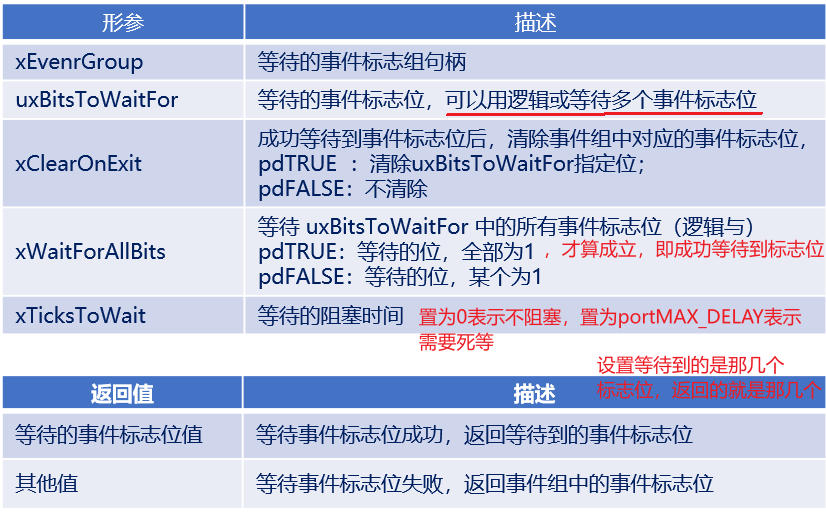 形参 描述
xEvenrGroup 等待的事件标志组句柄
uxBitsToWaitFor 等待的事件标志位，可以用逻辑或等待多个事件标志位
xClearOnExit 成功等待到事件标志位后，清除事件组中对应的事件标志位，
pdTRUE ：清除uxBitsToWaitFor指定位；
pdFALSE：不清除
xWaitForAllBits 等待 uxBitsToWaitFor 中的所有事件标志位（逻辑与）
pdTRUE：等待的位，全部为1 ，才算成立，即成功等待到标志位
pdFALSE：等待的位，某个为1
xTicksToWait 等待的阻塞时间 置为0表示不阻塞，置为portMAX_DELAY表示
需要死等
设置等待到的是那几个
标志位，返回的就是那几个
返回值 描述
等待的事件标志位值 等待事件标志位成功，返回等待到的事件标志位
其他值 等待事件标志位失败，返回事件组中的事件标志位